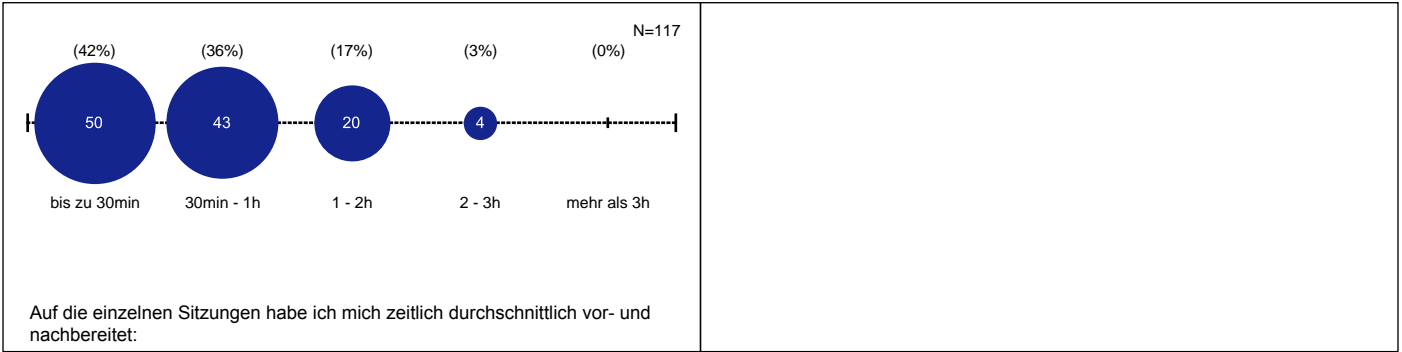 N=117
(42%) (36%) (17%) (3%) (0%)
50 43 20 4
bis zu 30min 30min - 1h 1 - 2h 2 - 3h mehr als 3h
Auf die einzelnen Sitzungen habe ich mich zeitlich durchschnittlich vor- und
nachbereitet: